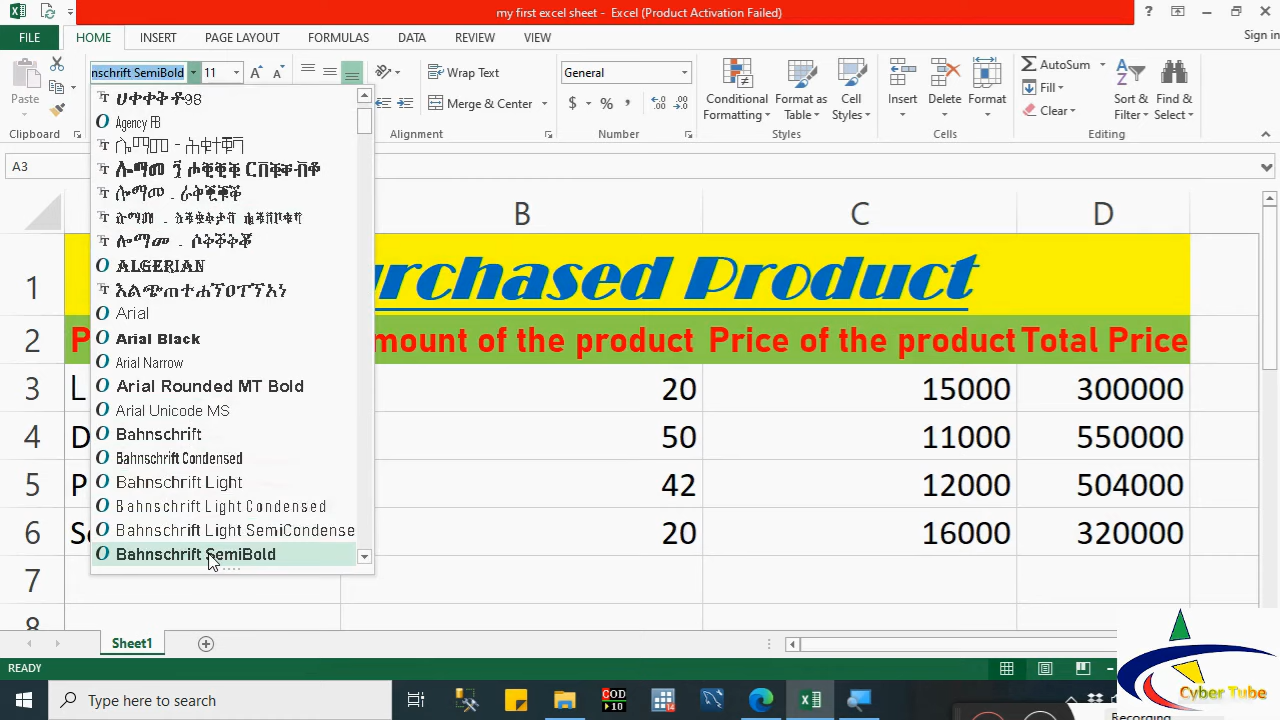 my first excel sheet - Excel (Product Activation Failed)
FILE HOME INSERT PAGE LAYOUT FORMULAS DATA REVIEW VIEW Sign in
nschrift SemiBold 11 Wrap Text General AutoSum
Paste Merge & Center $ % Conditional Formatting Format as Table Cell Styles Insert Delete Format Fill Clear Sort & Filter Find & Select
Clipboard Alignment Number Styles Cells Editing
A3
Agency FB
ALGERIAN
Arial
Arial Black
Arial Narrow
Arial Rounded MT Bold
Arial Unicode MS
Bahnschrift
Bahnschrift Condensed
Bahnschrift Light
Bahnschrift Light Condensed
Bahnschrift Light SemiCondense
Bahnschrift SemiBold
B C D
1 urchased Product
2 P mount of the product Price of the product Total Price
3 L 20 15000 300000
4 D 50 11000 550000
5 P 42 12000 504000
6 Se 20 16000 320000
7
8
Sheet1
READY
Type here to search
COD
Cyber Tube
Recording